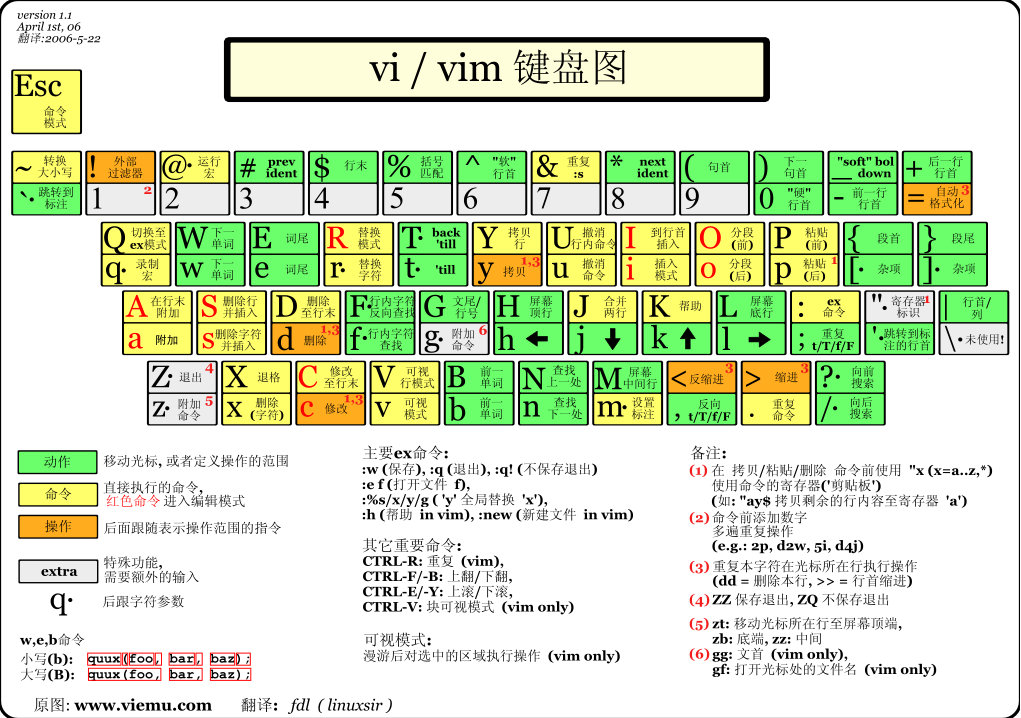 version 1.1
April 1st, 06
翻译:2006-5-22
vi / vim 键盘图
Esc
命令
模式
~ 转换
大小写
! 外部
过滤器
@· 运行
宏
# prev
ident
$ 行末
% 括号
匹配
^ "软"
行首
& 重复
:s
* next
ident
( 句首
) 下一
句首
"soft" bol
_ down
+ 后一行
行首
`· 跳转到
标注
1 2
2
3
4
5
6
7
8
9
0 "硬"
行首
- 前一行
行首
= 自动 3
格式化
Q 切换至
ex模式
W 下一
单词
E 词尾
R 替换
模式
T· back
'till
Y 拷贝
行
U 撤消
行内命令
I 到行首
插入
O 分段
(前)
P 粘贴
(前)
{ 段首
} 段尾
q· 录制
宏
w 下一
单词
e 词尾
r· 替换
字符
t· 'till
y 拷贝 1,3
u 撤消
命令
i 插入
模式
o 分段
(后)
p 粘贴 1
(后)
[· 杂项
]· 杂项
A 在行末
附加
S 删除行
并插入
D 删除
至行末
F· 行内字符
反向查找
G 文尾/
行号
H 屏幕
顶行
J 合并
两行
K 帮助
L 屏幕
底行
: ex
命令
"· 寄存器 1
标识
| 行首/
列
a 附加
s 删除字符
并插入
d 删除 1,3
f· 行内字符
查找
g· 附加 6
命令
h ←
j ↓
k ↑
l →
; 重复
t/T/f/F
'· 跳转到标
注的行首
\· 未使用!
Z· 退出 4
X 退格
C 修改
至行末
V 可视
行模式
B 前一
单词
N 查找
上一处
M 屏幕
中间行
< 反缩进 3
> 缩进 3
?· 向前
搜索
z· 附加 5
命令
x 删除
(字符)
c 修改 1,3
v 可视
模式
b 前一
单词
n 查找
下一处
m· 设置
标注
, 反向
t/T/f/F
. 重复
命令
/· 向后
搜索
动作 移动光标, 或者定义操作的范围
命令 直接执行的命令,
红色命令 进入编辑模式
操作 后面跟随表示操作范围的指令
extra 特殊功能,
需要额外的输入
q· 后跟字符参数
w,e,b命令
小写(b): quux(foo, bar, baz);
大写(B): quux(foo, bar, baz);
主要ex命令:
:w (保存), :q (退出), :q! (不保存退出)
:e f (打开文件 f),
:%s/x/y/g ( 'y' 全局替换 'x'),
:h (帮助 in vim), :new (新建文件 in vim)
其它重要命令:
CTRL-R: 重复 (vim),
CTRL-F/-B: 上翻/下翻,
CTRL-E/-Y: 上滚/下滚,
CTRL-V: 块可视模式 (vim only)
可视模式:
漫游后对选中的区域执行操作 (vim only)
备注:
(1) 在 拷贝/粘贴/删除 命令前使用 "x (x=a..z,*)
使用命令的寄存器('剪贴板')
(如: "ay$ 拷贝剩余的行内容至寄存器 'a')
(2) 命令前添加数字
多遍重复操作
(e.g.: 2p, d2w, 5i, d4j)
(3) 重复本字符在光标所在行执行操作
(dd = 删除本行, >> = 行首缩进)
(4) ZZ 保存退出, ZQ 不保存退出
(5) zt: 移动光标所在行至屏幕顶端,
zb: 底端, zz: 中间
(6) gg: 文首 (vim only),
gf: 打开光标处的文件名 (vim only)
原图: www.viemu.com 翻译: fdl ( linuxsir )